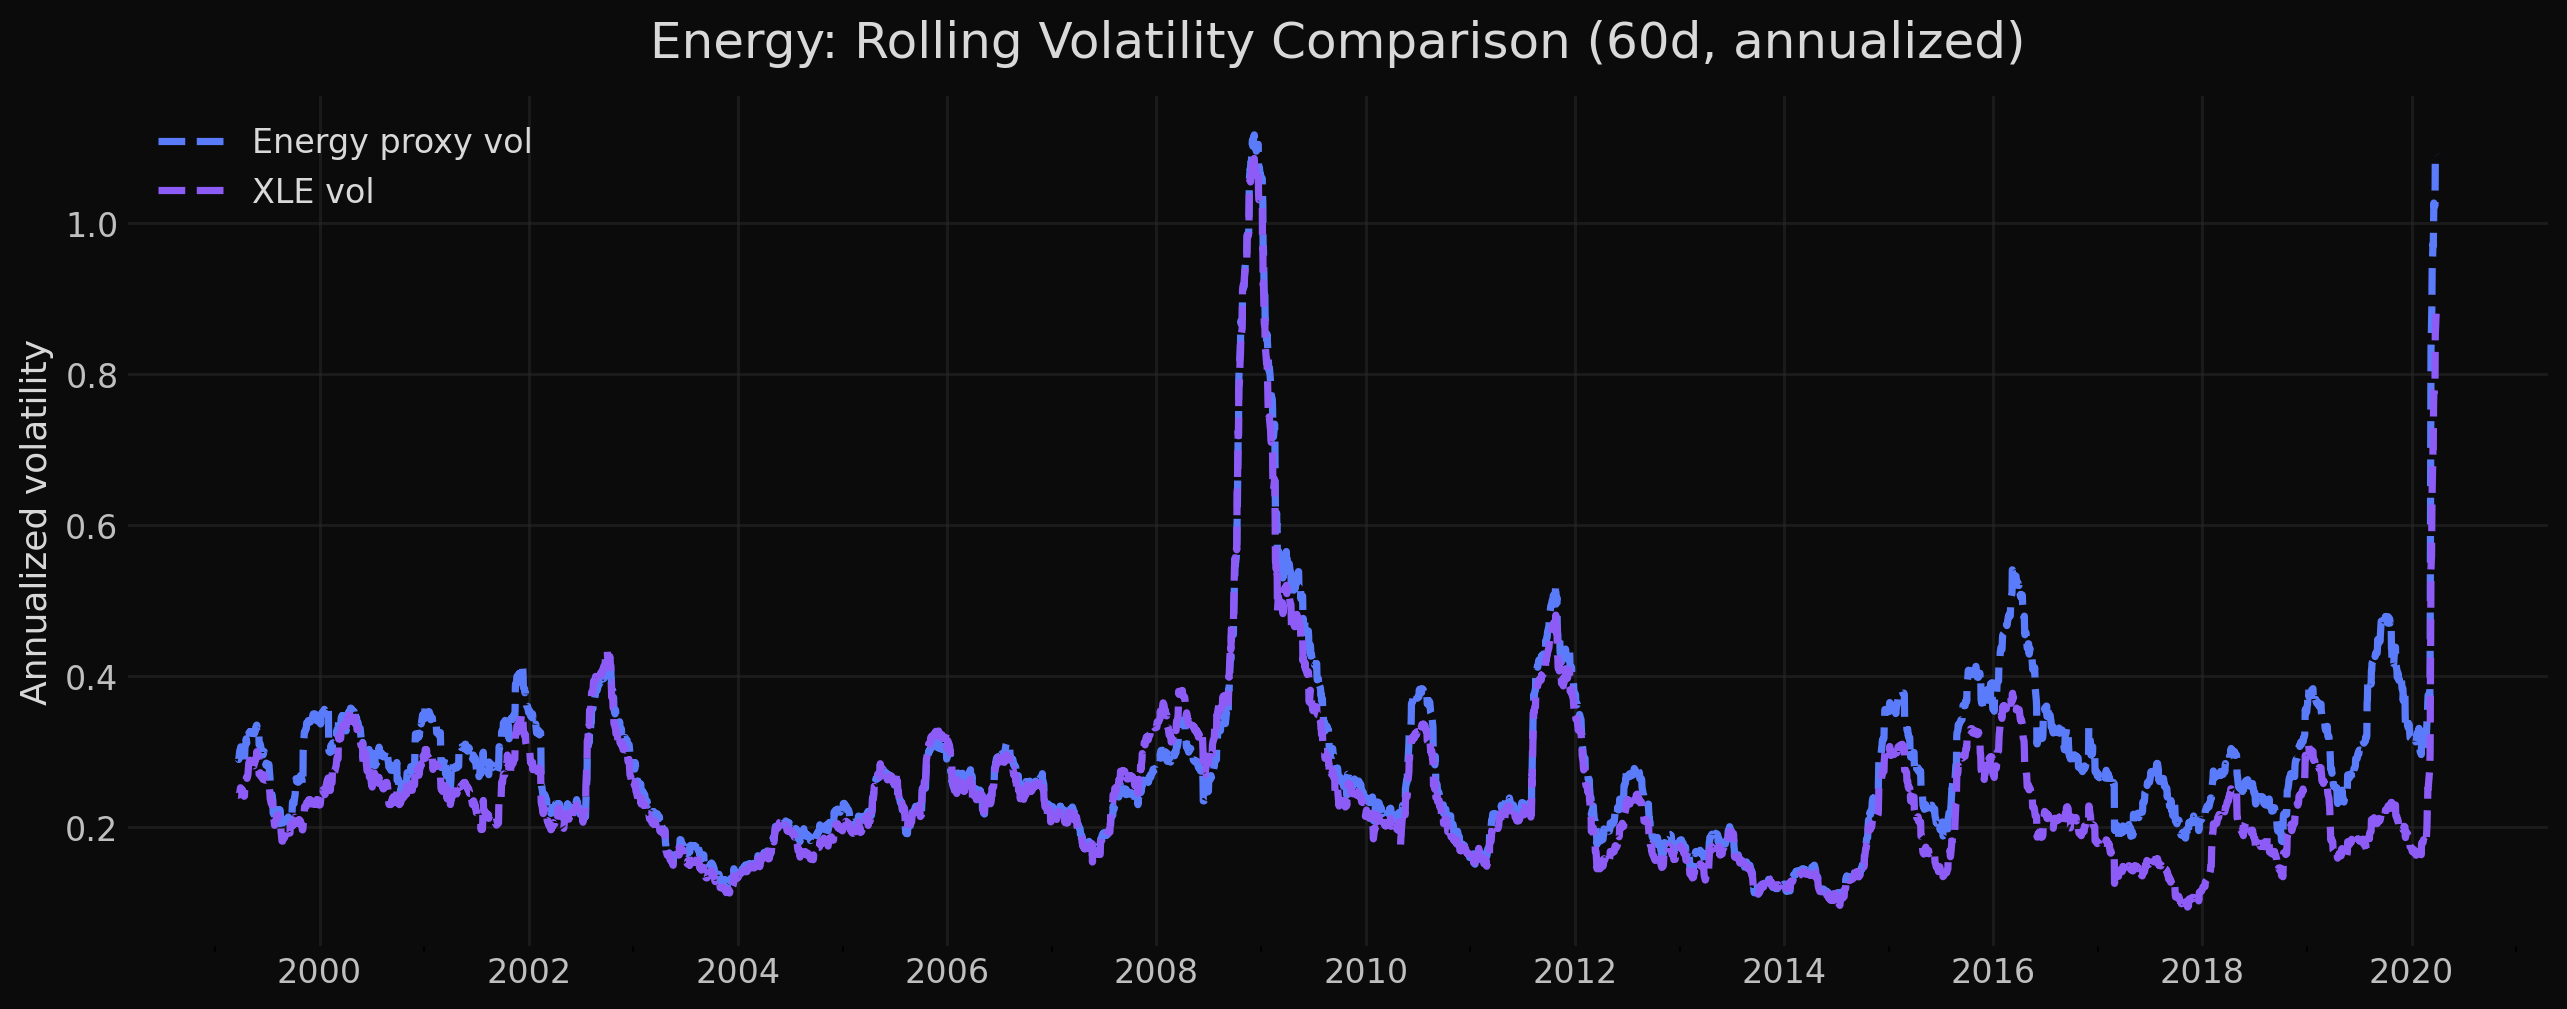 Energy: Rolling Volatility Comparison (60d, annualized)
Energy proxy vol
XLE vol
Annualized volatility
1.0
0.8
0.6
0.4
0.2
2000 2002 2004 2006 2008 2010 2012 2014 2016 2018 2020